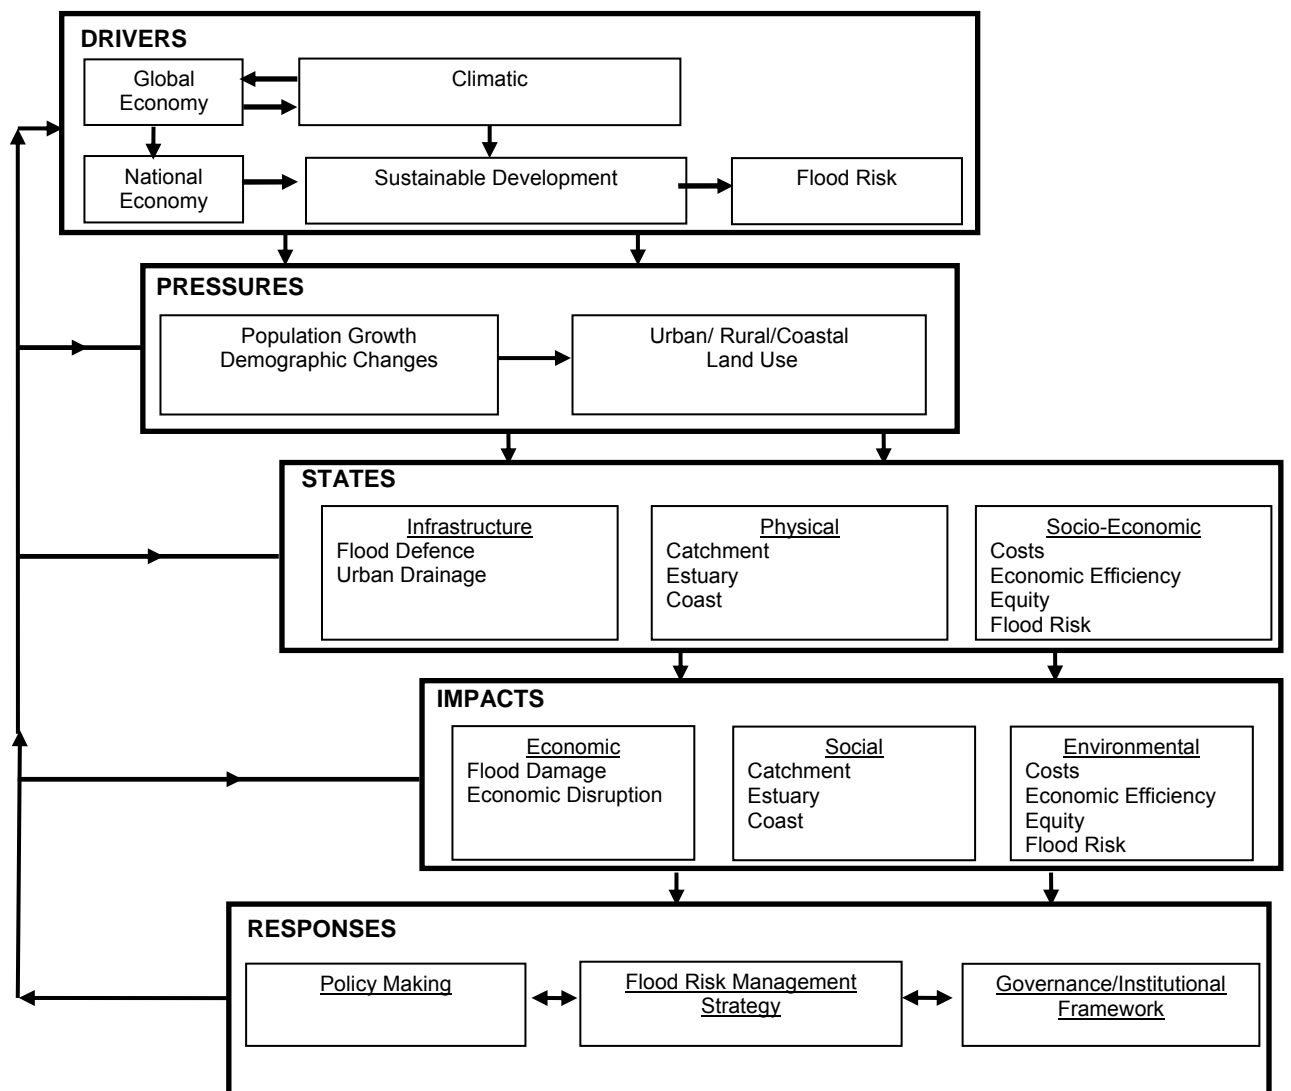 DRIVERS
Global
Economy
Climatic
National
Economy
Sustainable Development
Flood Risk
PRESSURES
Population Growth
Demographic Changes
Urban/ Rural/Coastal
Land Use
STATES
Infrastructure
Flood Defence
Urban Drainage
Physical
Catchment
Estuary
Coast
Socio-Economic
Costs
Economic Efficiency
Equity
Flood Risk
IMPACTS
Economic
Flood Damage
Economic Disruption
Social
Catchment
Estuary
Coast
Environmental
Costs
Economic Efficiency
Equity
Flood Risk
RESPONSES
Policy Making
Flood Risk Management
Strategy
Governance/Institutional
Framework